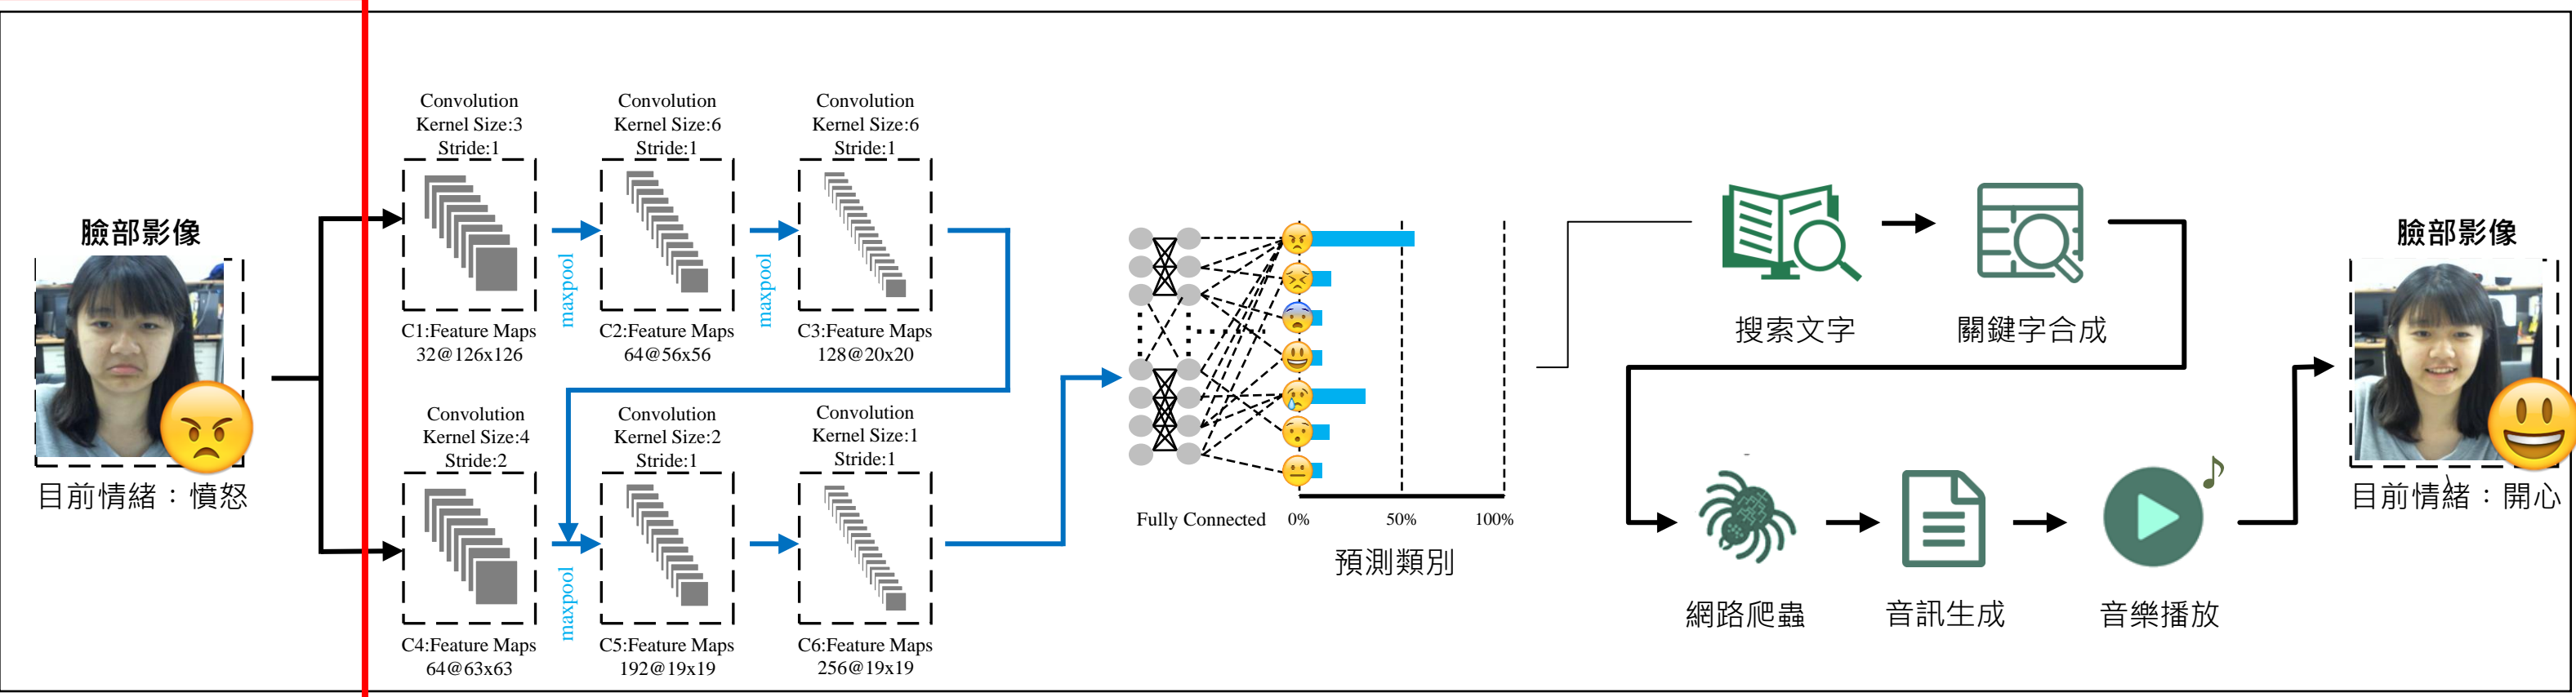 臉部影像
目前情緒：憤怒
Convolution
Kernel Size:3
Stride:1
C1:Feature Maps
32@126x126
maxpool
Convolution
Kernel Size:6
Stride:1
C2:Feature Maps
64@56x56
maxpool
Convolution
Kernel Size:6
Stride:1
C3:Feature Maps
128@20x20
Convolution
Kernel Size:4
Stride:2
C4:Feature Maps
64@63x63
maxpool
Convolution
Kernel Size:2
Stride:1
C5:Feature Maps
192@19x19
Convolution
Kernel Size:1
Stride:1
C6:Feature Maps
256@19x19
Fully Connected
0%
50%
100%
預測類別
搜索文字
關鍵字合成
網路爬蟲
音訊生成
音樂播放
臉部影像
目前情緒：開心